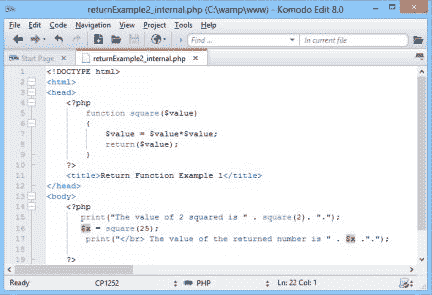 returnExample2_internal.php (C:\wamp\www) - Komodo Edit 8.0
File Edit Code Navigation View Project Tools Help
Find ... in current file
Start Page returnExample2_internal.php
1 <!DOCTYPE html>
2 <html>
3 <head>
4 <?php
5 function square($value)
6 {
7 $value = $value*$value;
8 return($value);
9 }
10 ?>
11 <title>Return Function Example 1</title>
12 </head>
13 <body>
14 <?php
15 print("The value of 2 squared is " . square(2). ".");
16 $x = square(25);
17 print("</br> The value of the returned number is " . $x .".");
18
19 ?>
Ready CP1252 PHP Ln: 22 Col: 1